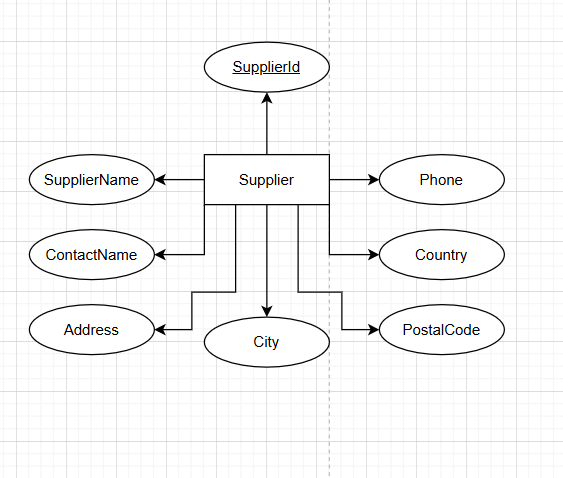 SupplierId
SupplierName
Supplier
Phone
ContactName
Country
Address
City
PostalCode